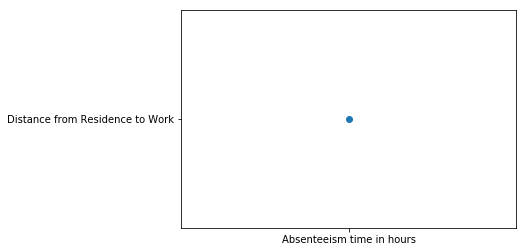 Distance from Residence to Work
Absenteeism time in hours